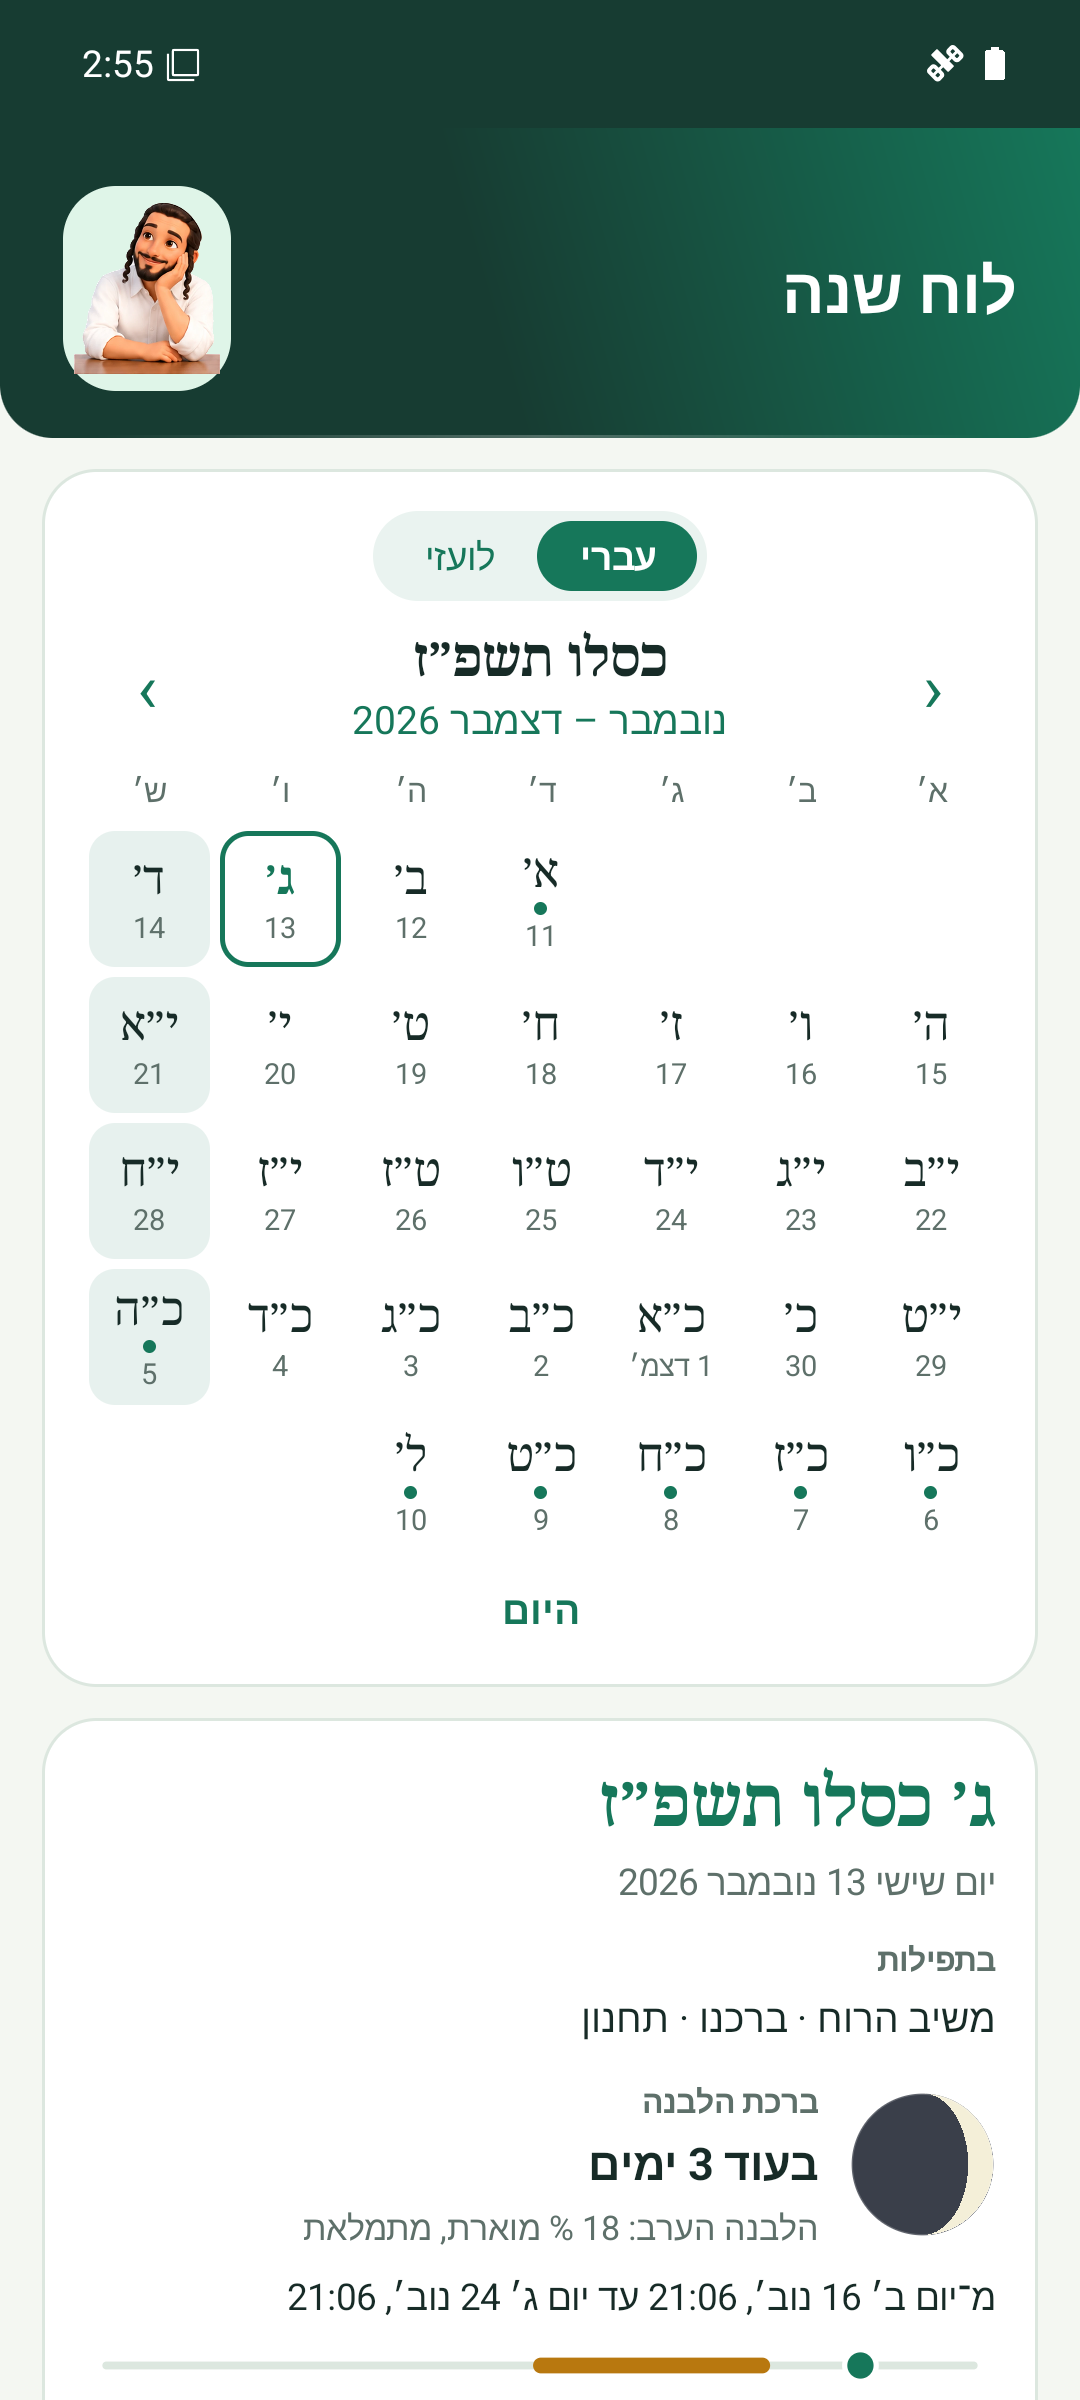 2:55
לוח שנה
עברי לועזי
כסלו תשפ״ז
נובמבר – דצמבר 2026
א׳ ב׳ ג׳ ד׳ ה׳ ו׳ ש׳
א׳ ב׳ ג׳ ד׳
11 12 13 14
ה׳ ו׳ ז׳ ח׳ ט׳ י׳ י״א
15 16 17 18 19 20 21
י״ב י״ג י״ד ט״ו ט״ז י״ז י״ח
22 23 24 25 26 27 28
י״ט כ׳ כ״א כ״ב כ״ג כ״ד כ״ה
29 30 1 דצמ׳ 2 3 4 5
כ״ו כ״ז כ״ח כ״ט ל׳
6 7 8 9 10
היום
ג׳ כסלו תשפ״ז
יום שישי 13 נובמבר 2026
בתפילות
משיב הרוח · ברכנו · תחנון
ברכת הלבנה
בעוד 3 ימים
הלבנה הערב: 18 % מוארת, מתמלאת
מ־יום ב׳ 16 נוב׳, 21:06 עד יום ג׳ 24 נוב׳, 21:06